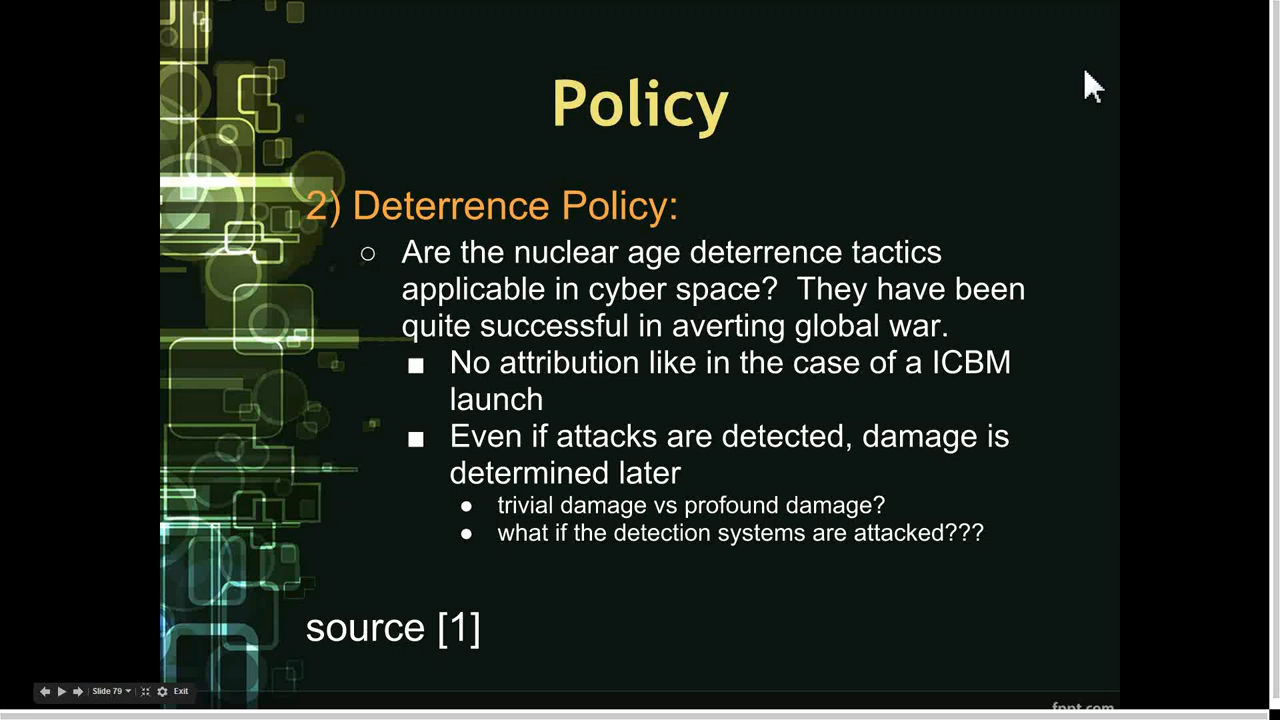 Policy
2) Deterrence Policy:
○ Are the nuclear age deterrence tactics
applicable in cyber space?  They have been
quite successful in averting global war.
■ No attribution like in the case of a ICBM
launch
■ Even if attacks are detected, damage is
determined later
● trivial damage vs profound damage?
● what if the detection systems are attacked???
source [1]
Slide 79 Exit
fppt.com